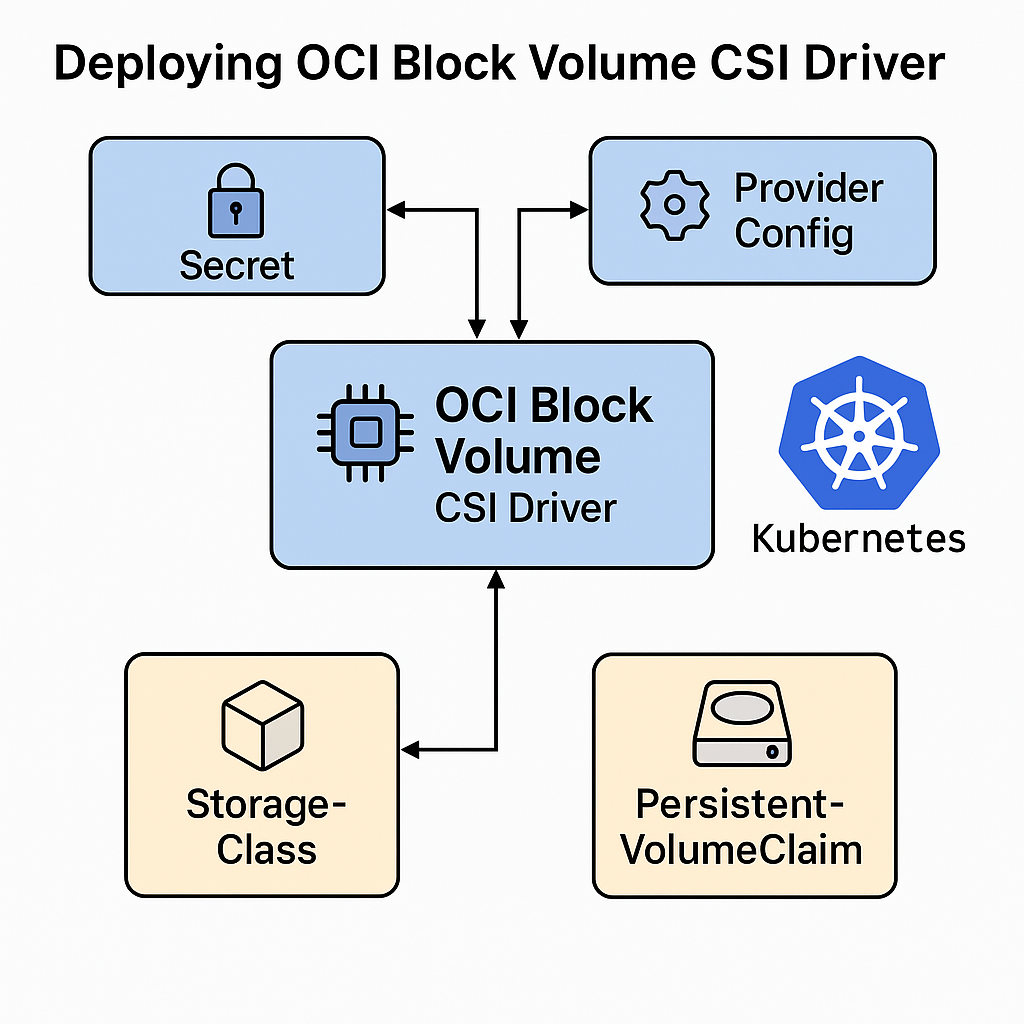 Deploying OCI Block Volume CSI Driver
Secret
Provider
Config
OCI Block
Volume
CSI Driver
Kubernetes
Storage-
Class
Persistent-
VolumeClaim